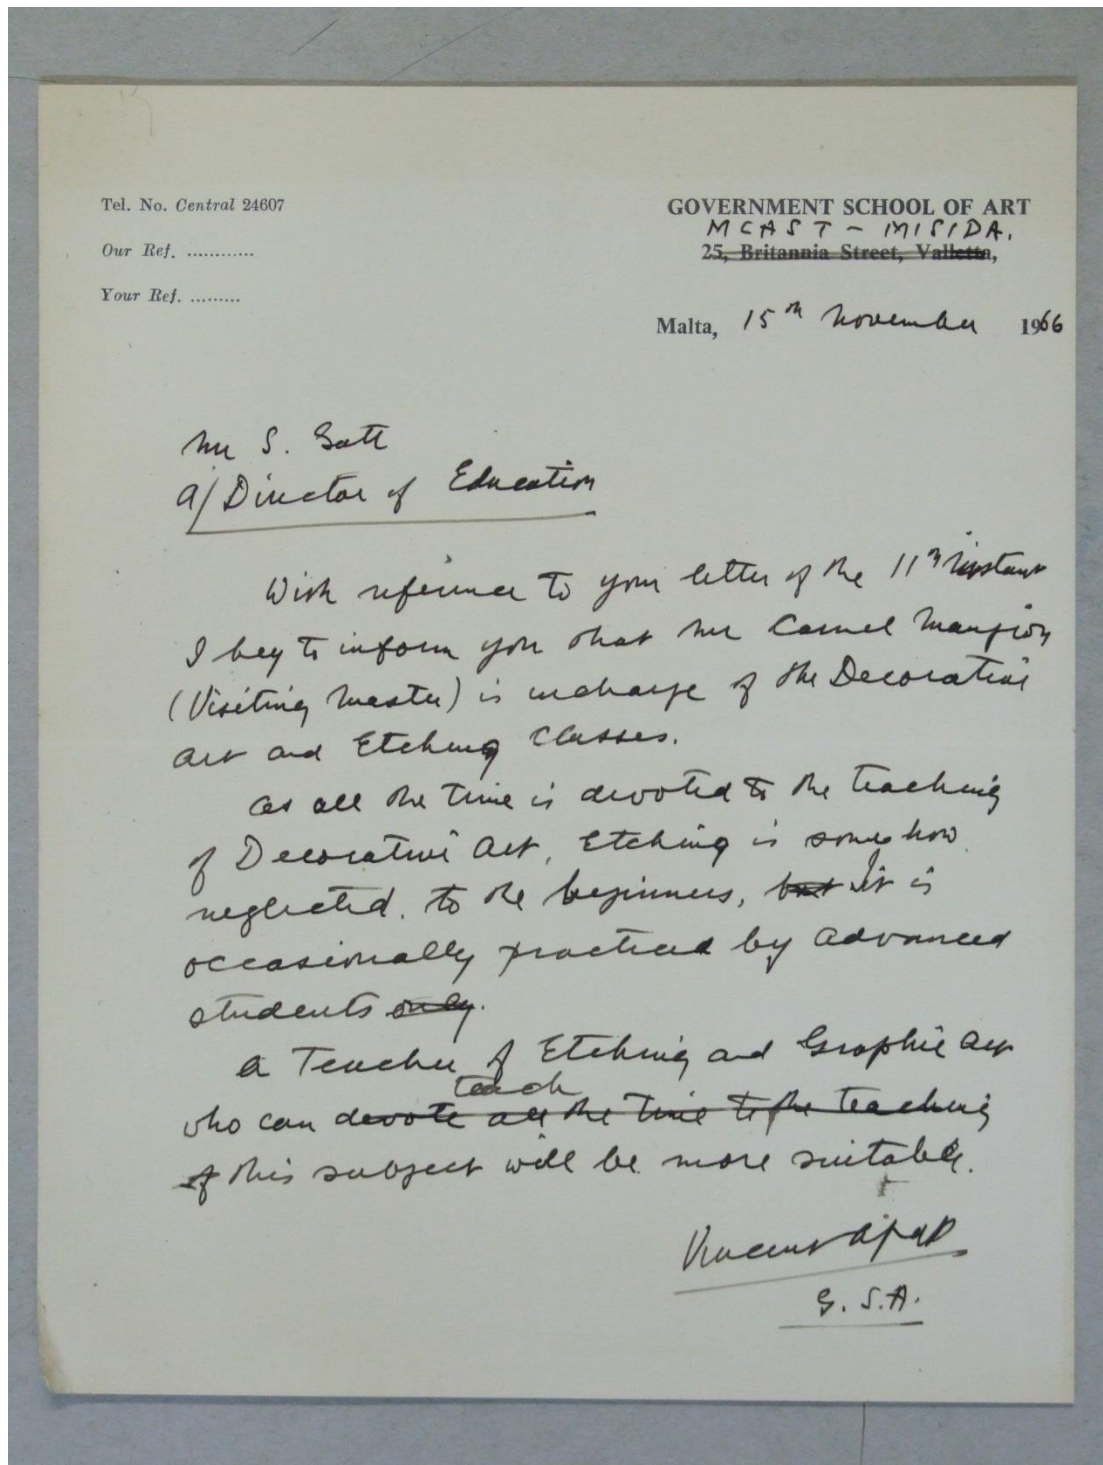 Tel. No. Central 24607
GOVERNMENT SCHOOL OF ART
MCAST - MISIDA.
Our Ref. ............
25, Britannia Street, Valletta,
Your Ref. .........
Malta, 15th November 1966
Mr S. Gatt
a/Director of Education
With reference to your letter of the 11th instant
I beg to inform you that Mr Carmel Mangion
(Visiting Master) is incharge of the Decorative
Art and Etching Classes.
As all the time is devoted to the teaching
of Decorative Art, Etching is somehow
neglected. to the beginners, but it is
occasionally practiced by Advanced
students only.
A Teacher of Etching and Graphic Art
teach
who can devote all the time to the teaching
of this subject will be more suitable.
Vincent Apap
G.S.A.